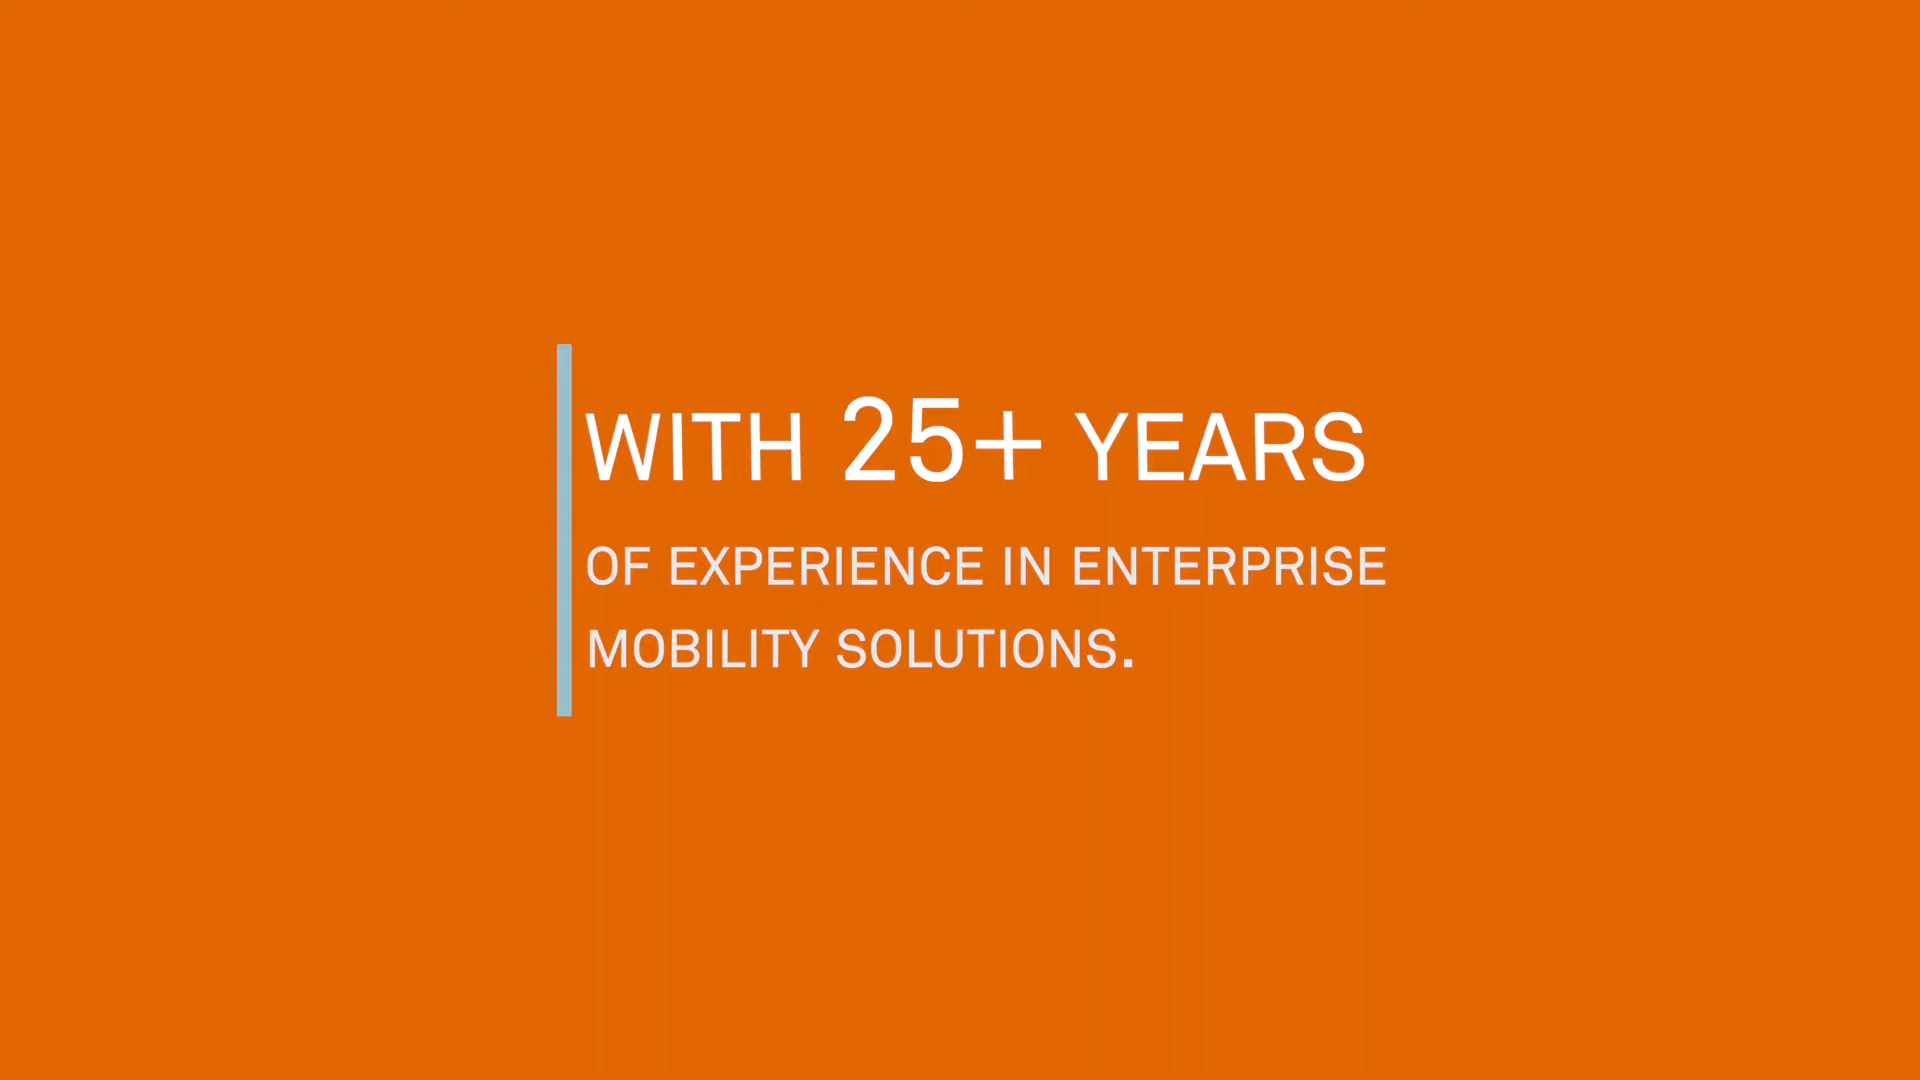 WITH 25+ YEARS
OF EXPERIENCE IN ENTERPRISE
MOBILITY SOLUTIONS.